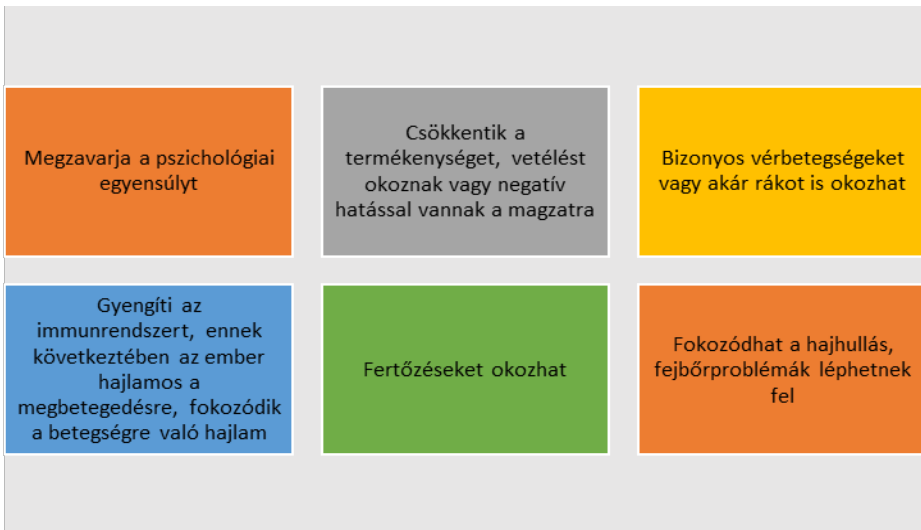 Megzavarja a pszichológiai
egyensúlyt
Csökkentik a
termékenységet, vetélést
okoznak vagy negatív
hatással vannak a magzatra
Bizonyos vérbetegségeket
vagy akár rákot is okozhat
Gyengíti az
immunrendszert, ennek
következtében az ember
hajlamos a
megbetegedésre, fokozódik
a betegségre való hajlam
Fertőzéseket okozhat
Fokozódhat a hajhullás,
fejbőrproblémák léphetnek
fel